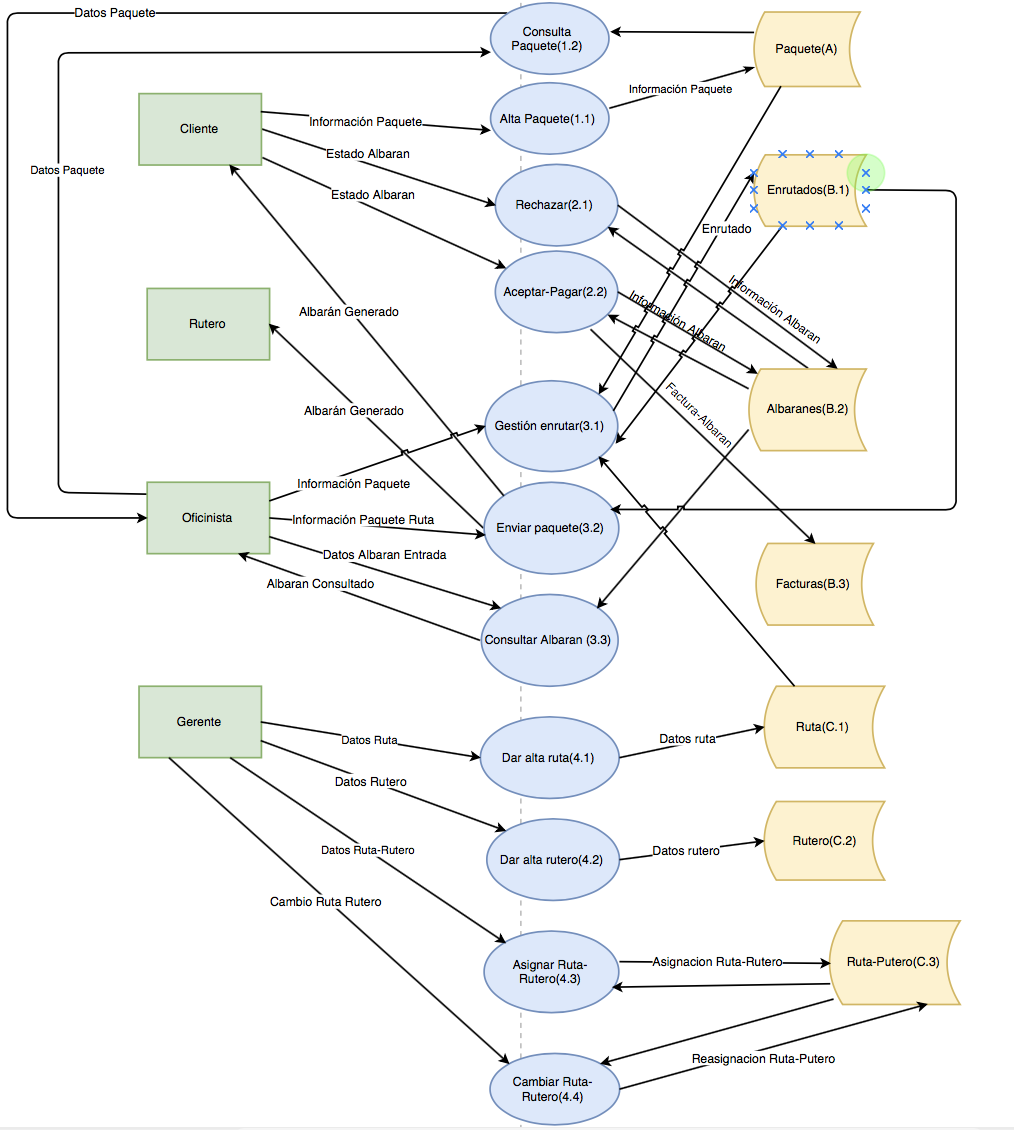 Datos Paquete
Consulta
Paquete(1.2)
Paquete(A)
Información Paquete
Cliente
Información Paquete
Alta Paquete(1.1)
Estado Albaran
Datos Paquete
Estado Albaran
Rechazar(2.1)
Enrutados(B.1)
Enrutado
Información Albaran
Aceptar-Pagar(2.2)
Información Albaran
Albarán Generado
Rutero
Albarán Generado
Factura-Albaran
Albaranes(B.2)
Gestión enrutar(3.1)
Información Paquete
Oficinista
Información Paquete Ruta
Enviar paquete(3.2)
Datos Albaran Entrada
Albaran Consultado
Facturas(B.3)
Consultar Albaran (3.3)
Gerente
Datos Ruta
Dar alta ruta(4.1)
Datos ruta
Ruta(C.1)
Datos Rutero
Datos Ruta-Rutero
Dar alta rutero(4.2)
Datos rutero
Rutero(C.2)
Cambio Ruta Rutero
Asignar Ruta-
Rutero(4.3)
Asignacion Ruta-Rutero
Ruta-Putero(C.3)
Reasignacion Ruta-Putero
Cambiar Ruta-
Rutero(4.4)